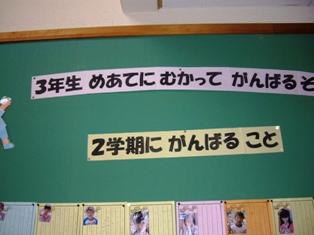 3年生 めあてに むかって がんばる ぞ
2学期に がんばる こと